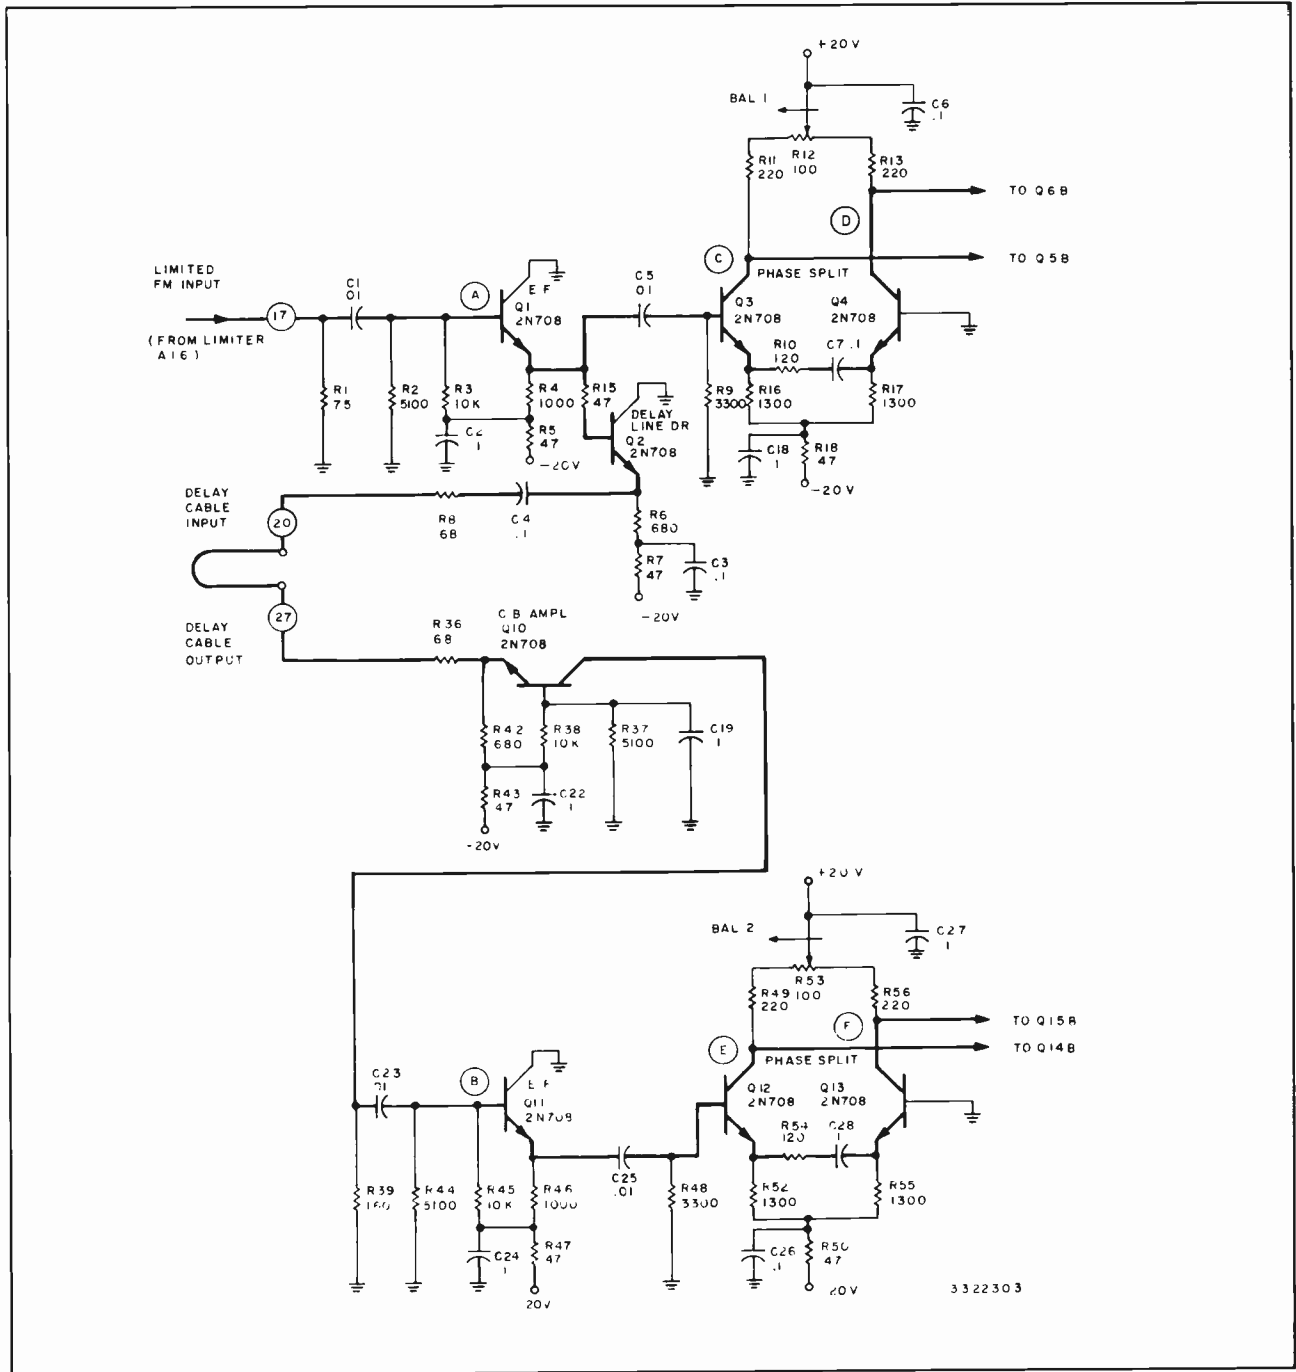 +20V
BAL 1
C6
.1
R11
220
R12
100
R13
220
TO Q6B
D
TO Q5B
C
PHASE SPLIT
LIMITED
FM INPUT
17
(FROM LIMITER
A16)
C1
.01
A
E F
Q1
2N708
C5
.01
Q3
2N708
Q4
2N708
R10
120
C7 .1
R1
75
R2
5100
R3
10K
R4
1000
R15
47
R9
3300
R16
1300
R17
1300
C2
.1
R5
47
-20V
DELAY
LINE DR
Q2
2N708
C18
.1
R18
47
-20V
DELAY
CABLE
INPUT
20
R8
68
C4
.1
R6
680
R7
47
C3
.1
-20V
27
DELAY
CABLE
OUTPUT
R36
68
C B AMPL
Q10
2N708
R42
680
R38
10K
R37
5100
C19
1
R43
47
C22
1
-20V
+20V
BAL 2
C27
1
R49
220
R53
100
R56
220
TO Q15B
F
TO Q14B
E
PHASE SPLIT
C23
.01
B
E F
Q11
2N708
Q12
2N708
Q13
2N708
R54
120
C28
1
C25
.01
R39
160
R44
5100
R45
10K
R46
1000
R48
3300
R52
1300
R55
1300
C24
1
R47
47
20V
C26
.1
R50
47
20V
3322303